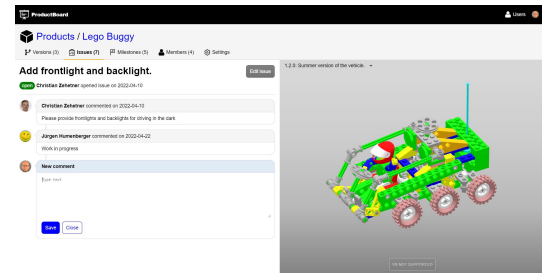 ProductBoard
Users
Products / Lego Buggy
Versions (3)
Issues (7)
Milestones (5)
Members (4)
Settings
Add frontlight and backlight.
Edit issue
open Christian Zehetner opened issue on 2022-04-10
Christian Zehetner commented on 2022-04-10
Please provide frontlights and backlights for driving in the dark
Jürgen Humenberger commented on 2022-04-22
Work in progress
New comment
Type text
Save
Close
1.2.0: Summer version of the vehicle.
VR NOT SUPPORTED